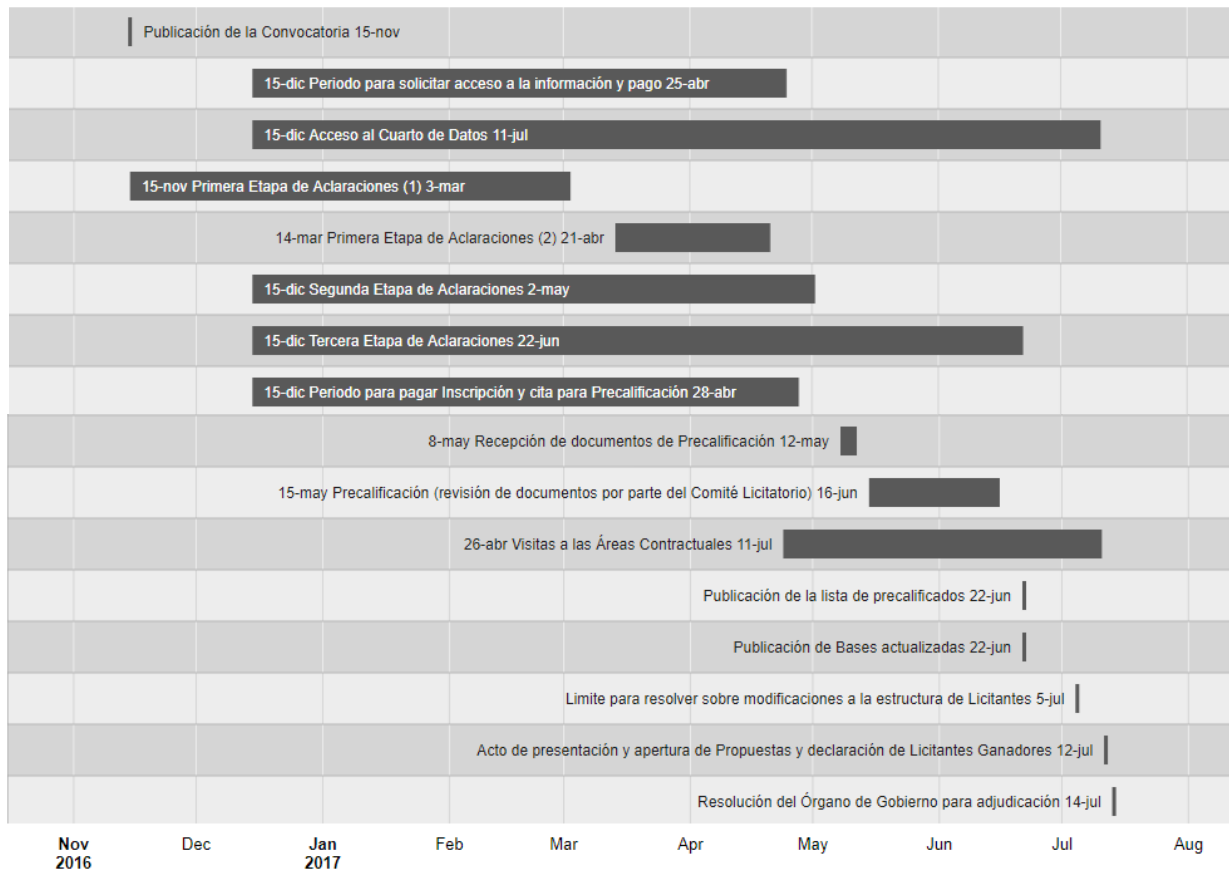 Publicación de la Convocatoria 15-nov
15-dic Periodo para solicitar acceso a la información y pago 25-abr
15-dic Acceso al Cuarto de Datos 11-jul
15-nov Primera Etapa de Aclaraciones (1) 3-mar
14-mar Primera Etapa de Aclaraciones (2) 21-abr
15-dic Segunda Etapa de Aclaraciones 2-may
15-dic Tercera Etapa de Aclaraciones 22-jun
15-dic Periodo para pagar Inscripción y cita para Precalificación 28-abr
8-may Recepción de documentos de Precalificación 12-may
15-may Precalificación (revisión de documentos por parte del Comité Licitatorio) 16-jun
26-abr Visitas a las Áreas Contractuales 11-jul
Publicación de la lista de precalificados 22-jun
Publicación de Bases actualizadas 22-jun
Limite para resolver sobre modificaciones a la estructura de Licitantes 5-jul
Acto de presentación y apertura de Propuestas y declaración de Licitantes Ganadores 12-jul
Resolución del Órgano de Gobierno para adjudicación 14-jul
Nov Dec Jan Feb Mar Apr May Jun Jul Aug
2016 2017